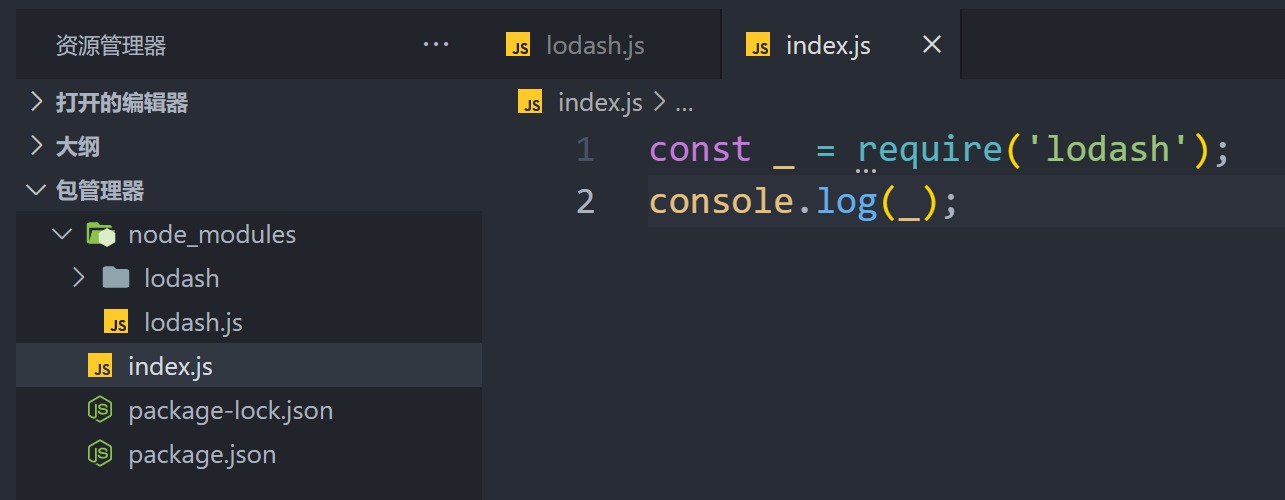 资源管理器 ...
JS lodash.js
JS index.js
打开的编辑器
JS index.js > ...
大纲
包管理器
node_modules
lodash
JS lodash.js
JS index.js
JS package-lock.json
JS package.json
1 const _ = require('lodash');
2 console.log(_);